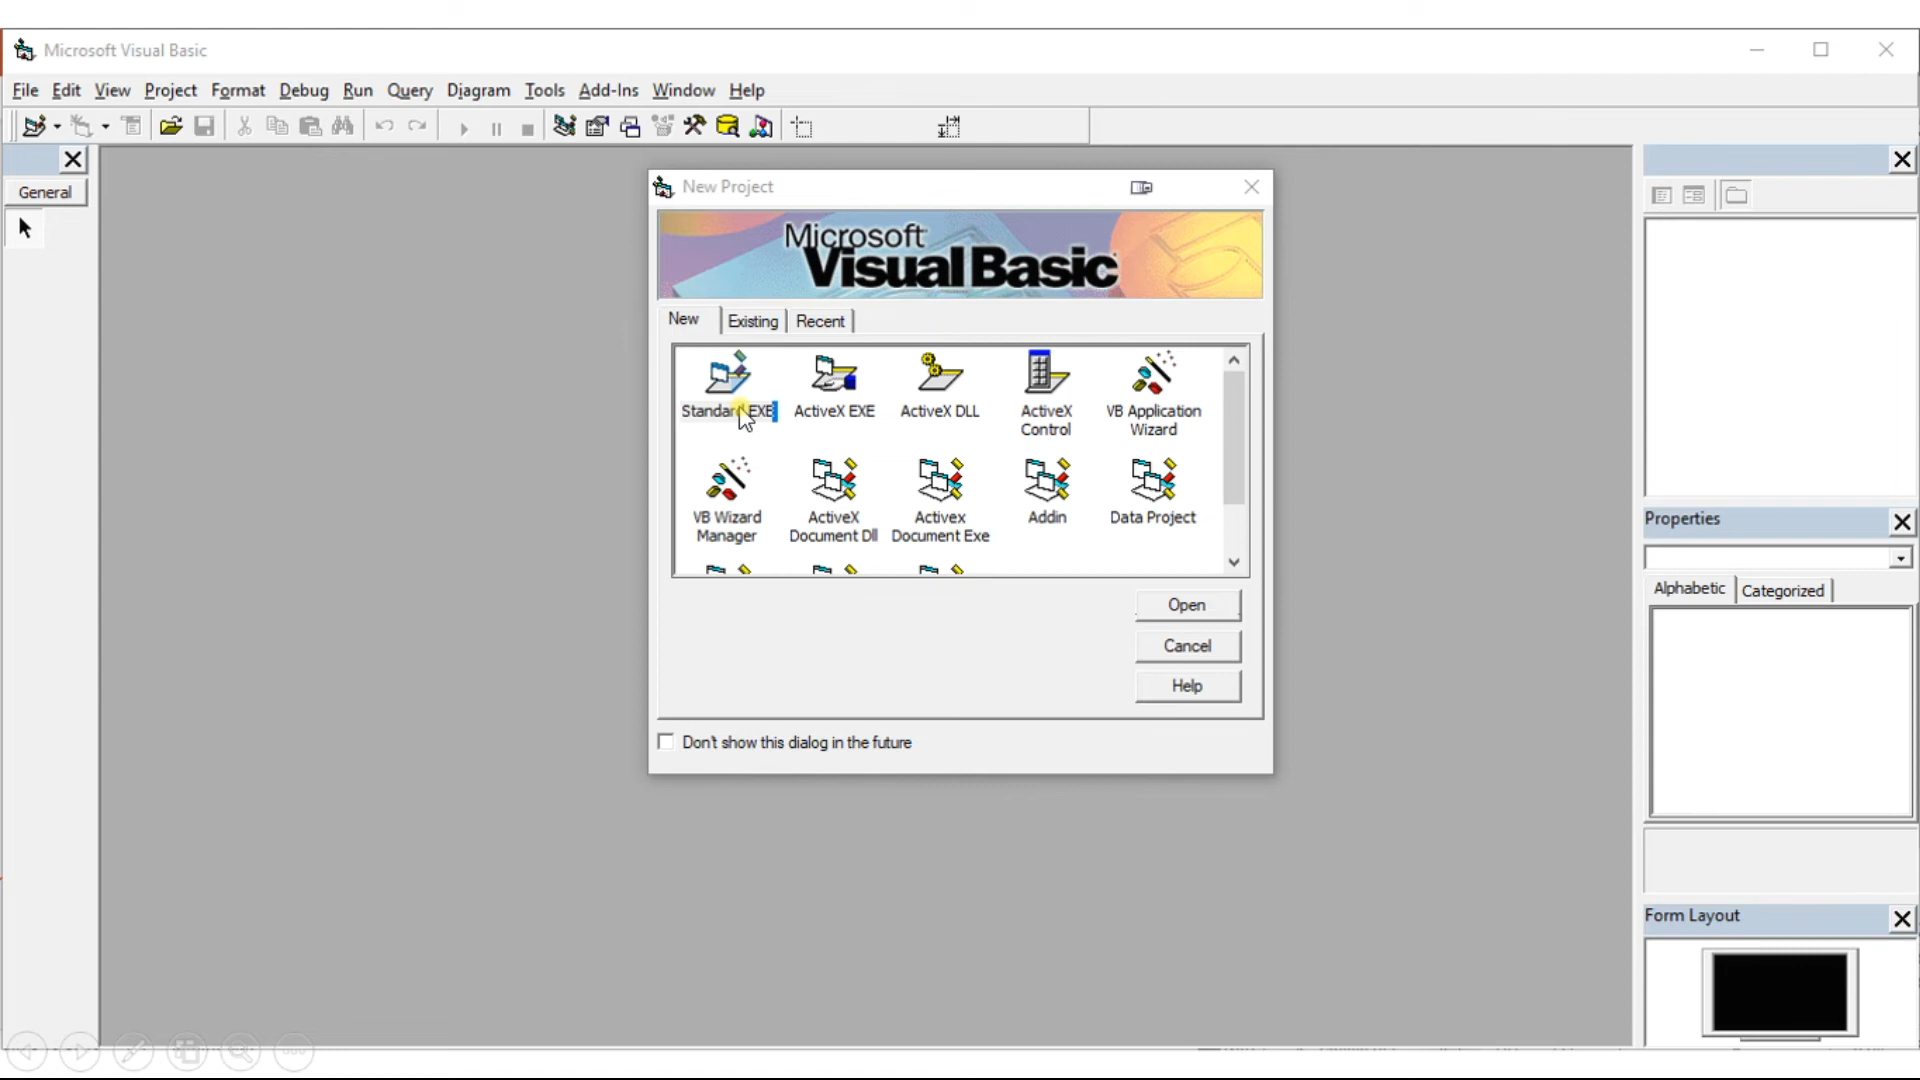 Microsoft Visual Basic
File Edit View Project Format Debug Run Query Diagram Tools Add-Ins Window Help
General
New Project
Microsoft
Visual Basic
New Existing Recent
Standard EXE ActiveX EXE ActiveX DLL ActiveX Control VB Application Wizard
VB Wizard Manager ActiveX Document Dll Activex Document Exe Addin Data Project
Open
Cancel
Help
Don't show this dialog in the future
Properties
Alphabetic Categorized
Form Layout